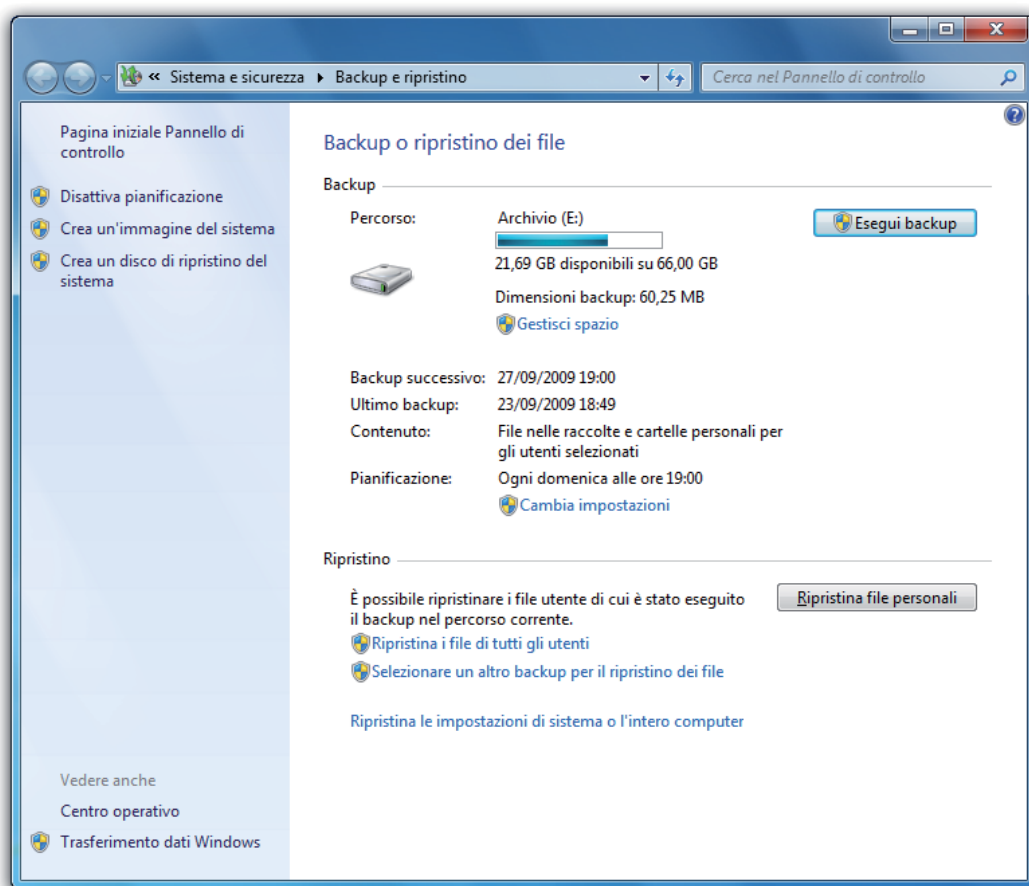 « Sistema e sicurezza ▸ Backup e ripristino
Cerca nel Pannello di controllo
Pagina iniziale Pannello di
controllo
Disattiva pianificazione
Crea un'immagine del sistema
Crea un disco di ripristino del
sistema
Vedere anche
Centro operativo
Trasferimento dati Windows
Backup o ripristino dei file
Backup
Percorso: Archivio (E:)
Esegui backup
21,69 GB disponibili su 66,00 GB
Dimensioni backup: 60,25 MB
Gestisci spazio
Backup successivo: 27/09/2009 19:00
Ultimo backup: 23/09/2009 18:49
Contenuto: File nelle raccolte e cartelle personali per
gli utenti selezionati
Pianificazione: Ogni domenica alle ore 19:00
Cambia impostazioni
Ripristino
È possibile ripristinare i file utente di cui è stato eseguito
il backup nel percorso corrente.
Ripristina file personali
Ripristina i file di tutti gli utenti
Selezionare un altro backup per il ripristino dei file
Ripristina le impostazioni di sistema o l'intero computer